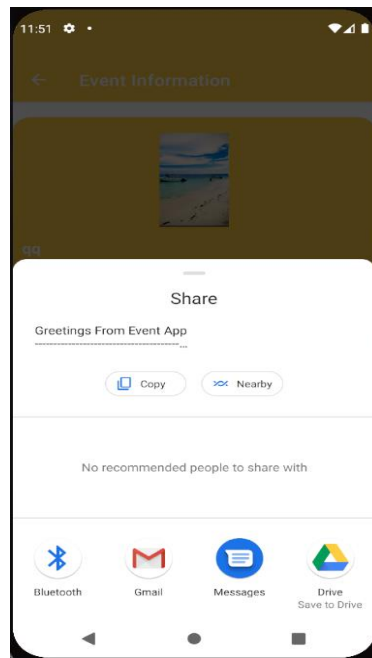 11:51
Event Information
qq
Share
Greetings From Event App
-----------------------------------------...
Copy Nearby
No recommended people to share with
Bluetooth Gmail Messages Drive
Save to Drive